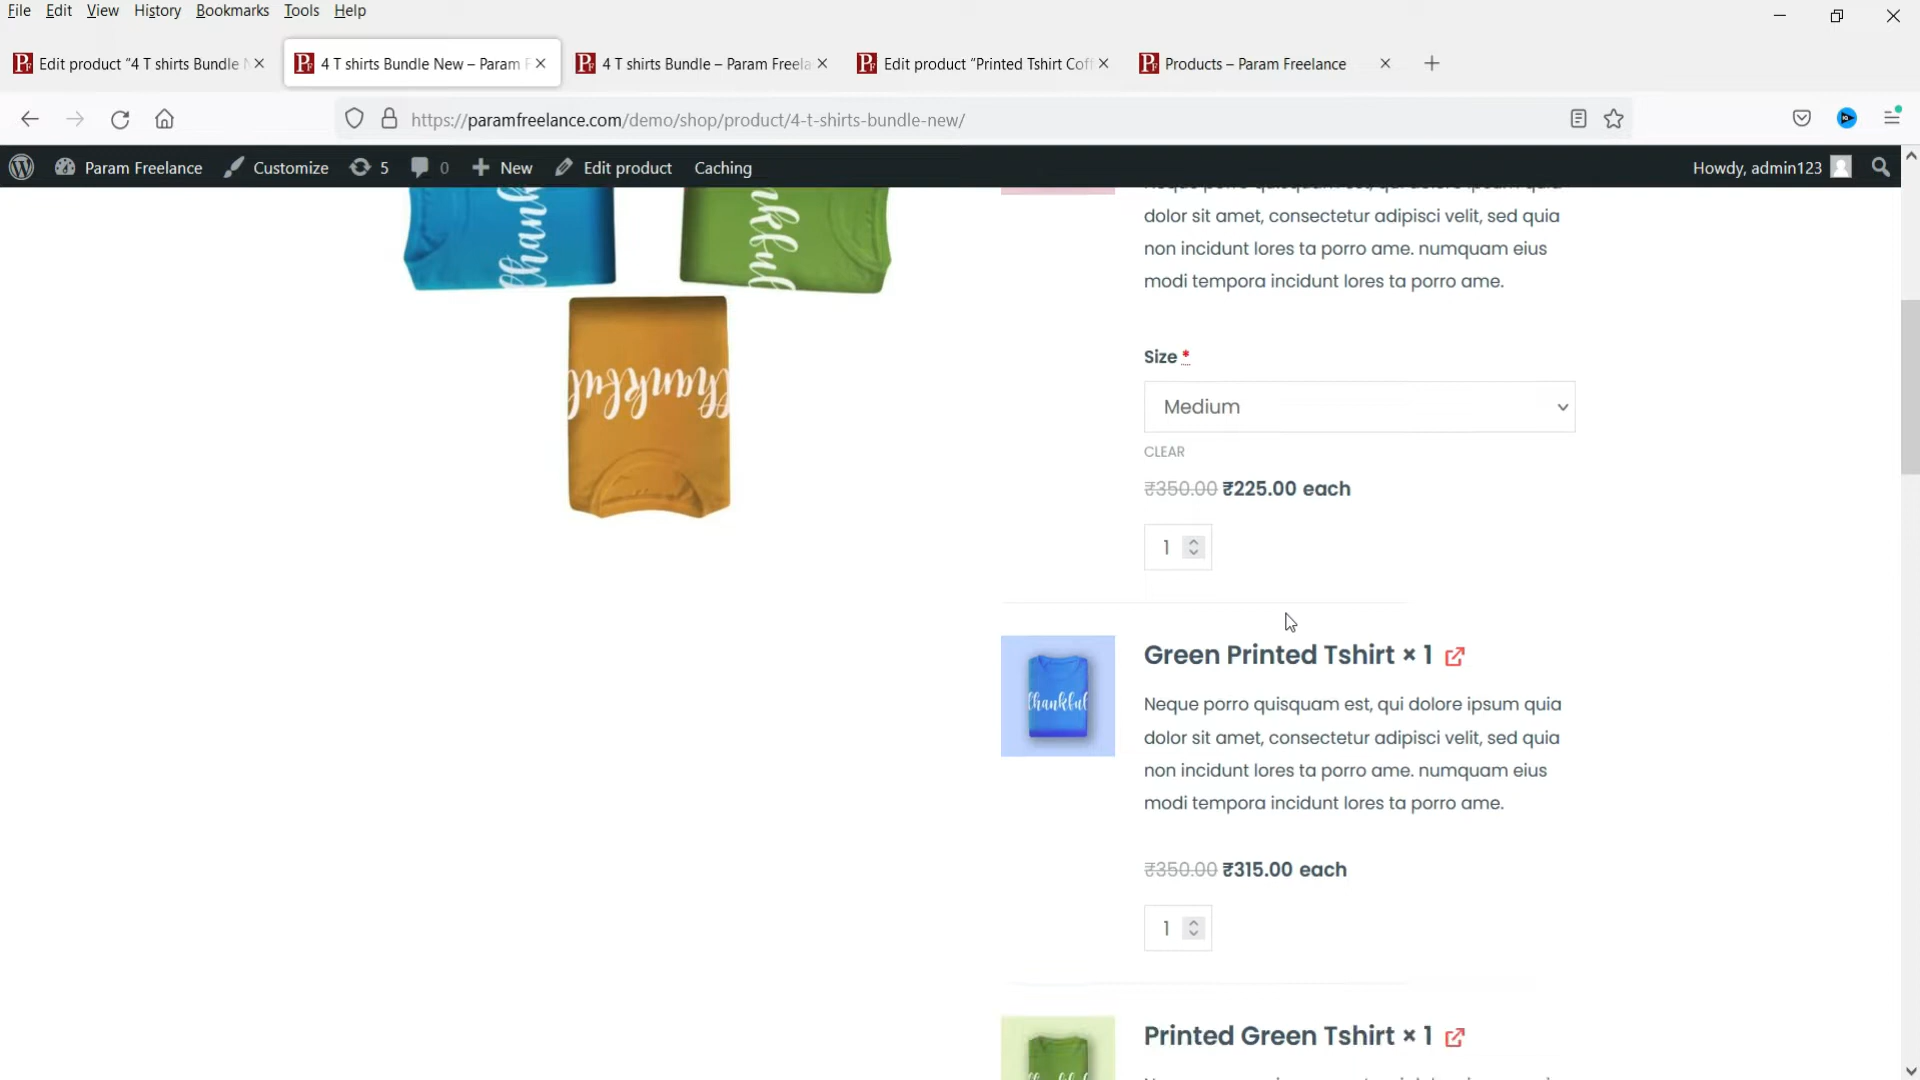 File Edit View History Bookmarks Tools Help
Edit product "4 T shirts Bundle N
4 T shirts Bundle New – Param F
4 T shirts Bundle – Param Freela
Edit product "Printed Tshirt Coff
Products – Param Freelance
https://paramfreelance.com/demo/shop/product/4-t-shirts-bundle-new/
Param Freelance Customize 5 0 New Edit product Caching Howdy, admin123
dolor sit amet, consectetur adipisci velit, sed quia
non incidunt lores ta porro ame. numquam eius
modi tempora incidunt lores ta porro ame.
Size *
Medium
CLEAR
₹350.00 ₹225.00 each
1
Green Printed Tshirt × 1
Neque porro quisquam est, qui dolore ipsum quia
dolor sit amet, consectetur adipisci velit, sed quia
non incidunt lores ta porro ame. numquam eius
modi tempora incidunt lores ta porro ame.
₹350.00 ₹315.00 each
1
Printed Green Tshirt × 1
thankful
thankful